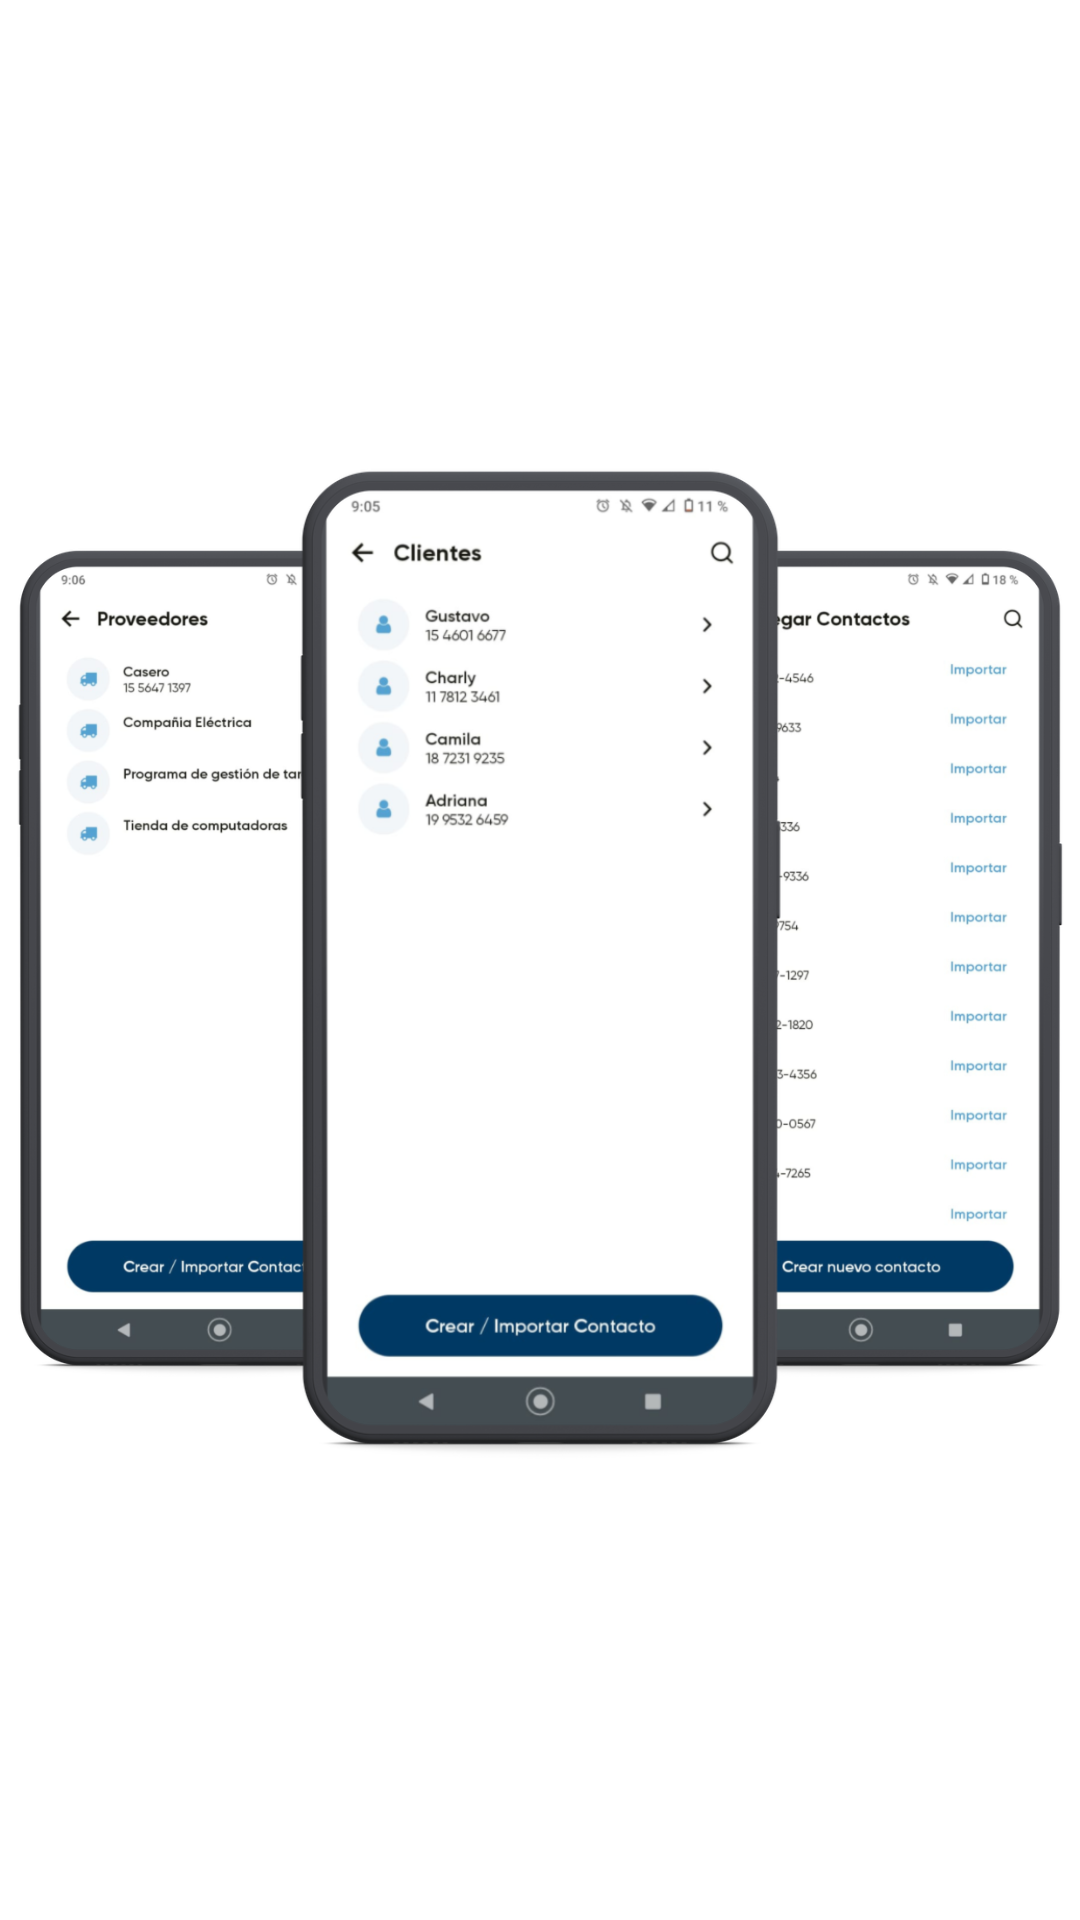 9:06
Proveedores
Casero
15 5647 1397
Compañia Eléctrica
Programa de gestión de
Tienda de computadoras
Crear / Importar
9:05
11 %
Clientes
Gustavo
15 4601 6677
Charly
11 7812 3461
Camila
18 7231 9235
Adriana
19 9532 6459
Crear / Importar Contacto
18 %
Contactos
-4546
Importar
9633
Importar
Importar
336
Importar
-9336
Importar
754
Importar
-1297
Importar
2-1820
Importar
3-4356
Importar
0-0567
Importar
-7265
Importar
Importar
Crear nuevo contacto